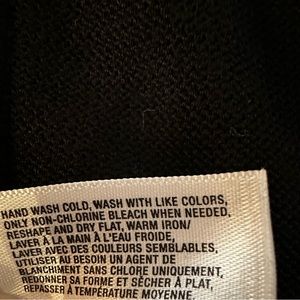 HAND WASH COLD, WASH WITH LIKE COLORS,
ONLY NON-CHLORINE BLEACH WHEN NEEDED,
RESHAPE AND DRY FLAT, WARM IRON/
LAVER À LA MAIN À L'EAU FROIDE,
LAVER AVEC DES COULEURS SEMBLABLES,
UTILISER AU BESOIN UN AGENT DE
BLANCHIMENT SANS CHLORE UNIQUEMENT,
REDONNER SA FORME ET SÉCHER À PLAT,
REPASSER À TEMPÉRATURE MOYENNE.